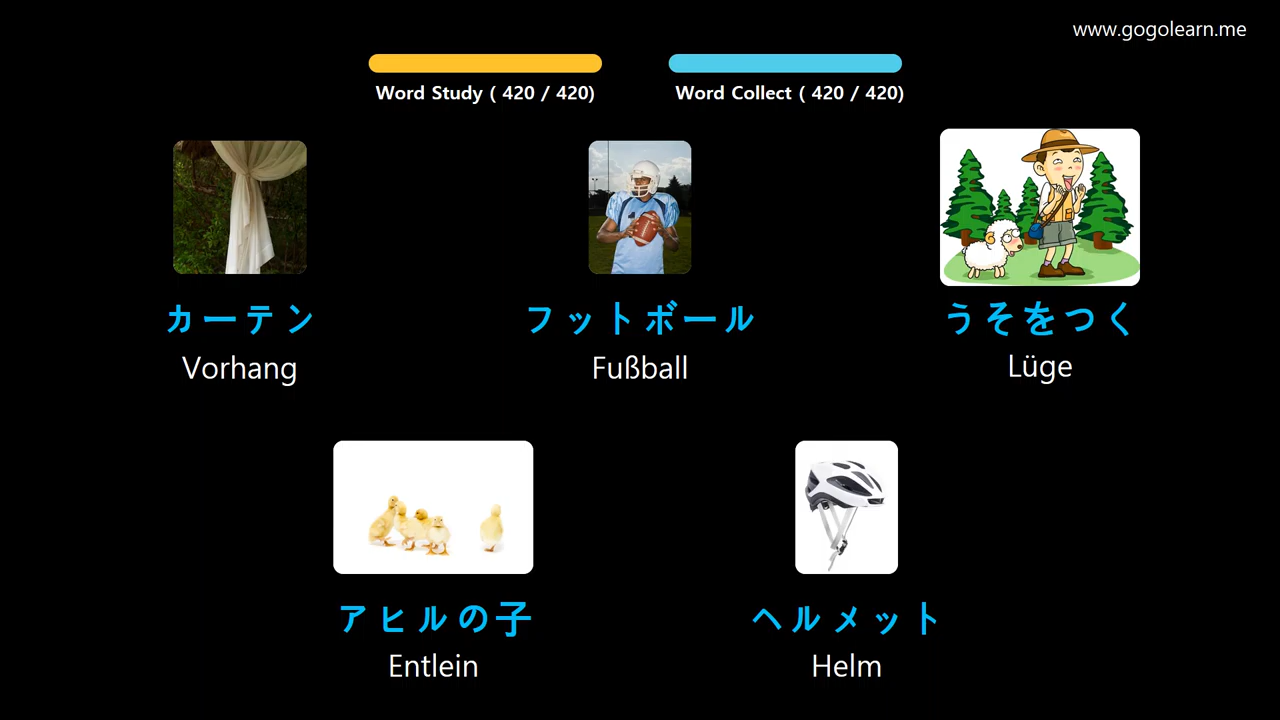 www.gogolearn.me
Word Study ( 420 / 420)
Word Collect ( 420 / 420)
カーテン
Vorhang
フットボール
Fußball
うそをつく
Lüge
アヒルの子
Entlein
ヘルメット
Helm